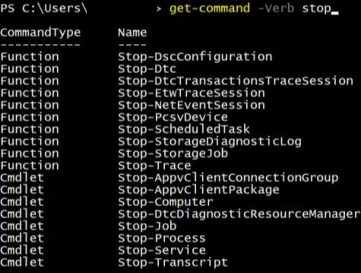 PS C:\Users\ > get-command -Verb stop_
CommandType Name
----------- ----
Function Stop-DscConfiguration
Function Stop-Dtc
Function Stop-DtcTransactionsTraceSession
Function Stop-EtwTraceSession
Function Stop-NetEventSession
Function Stop-PcsvDevice
Function Stop-ScheduledTask
Function Stop-StorageDiagnosticLog
Function Stop-StorageJob
Function Stop-Trace
Cmdlet Stop-AppvClientConnectionGroup
Cmdlet Stop-AppvClientPackage
Cmdlet Stop-Computer
Cmdlet Stop-DtcDiagnosticResourceManager
Cmdlet Stop-Job
Cmdlet Stop-Process
Cmdlet Stop-Service
Cmdlet Stop-Transcript